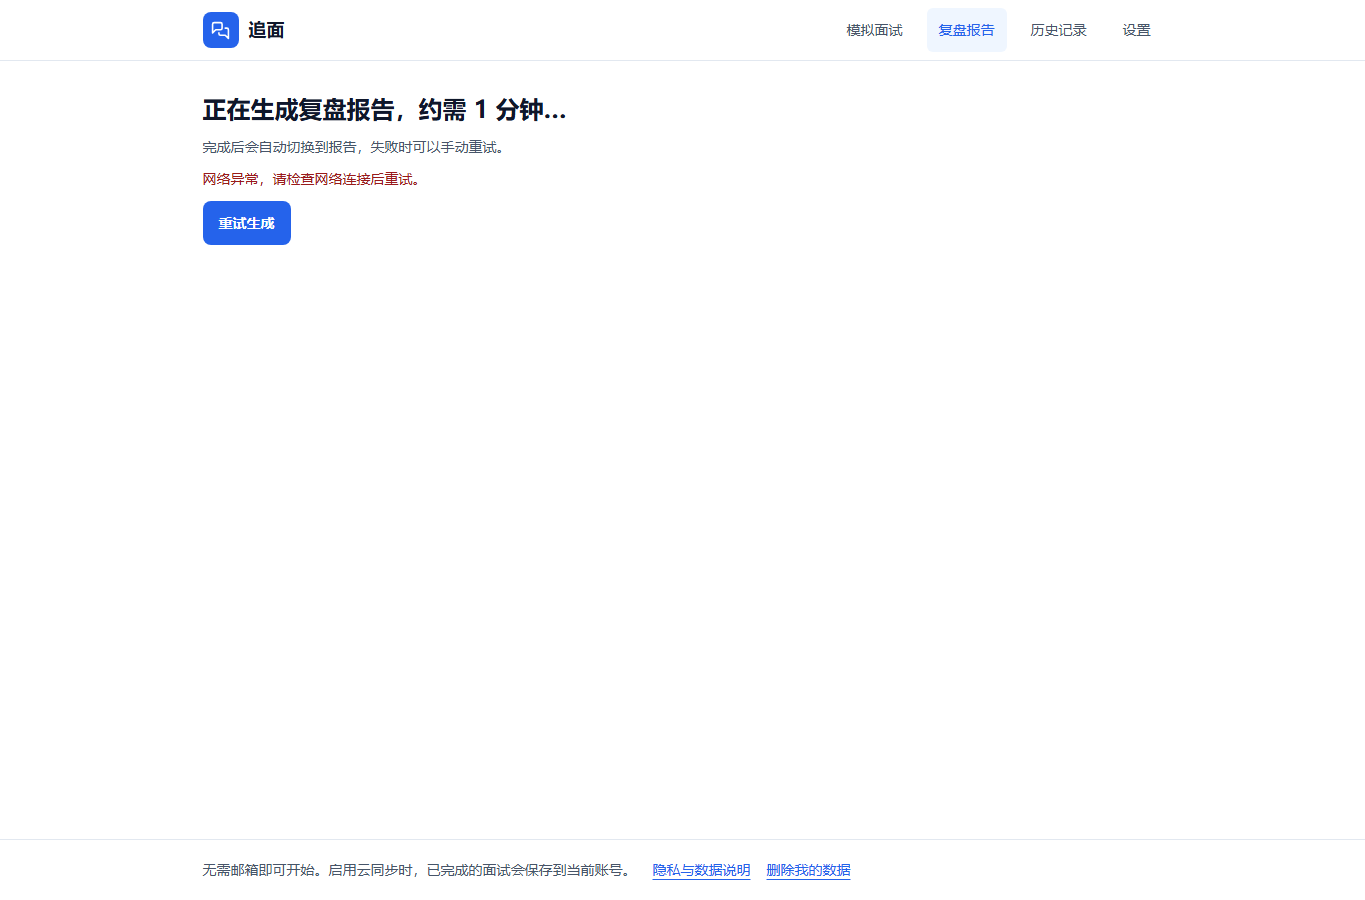 追面
模拟面试
复盘报告
历史记录
设置
正在生成复盘报告，约需 1 分钟…
完成后会自动切换到报告，失败时可以手动重试。
网络异常，请检查网络连接后重试。
重试生成
无需邮箱即可开始。启用云同步时，已完成的面试会保存到当前账号。 隐私与数据说明 删除我的数据